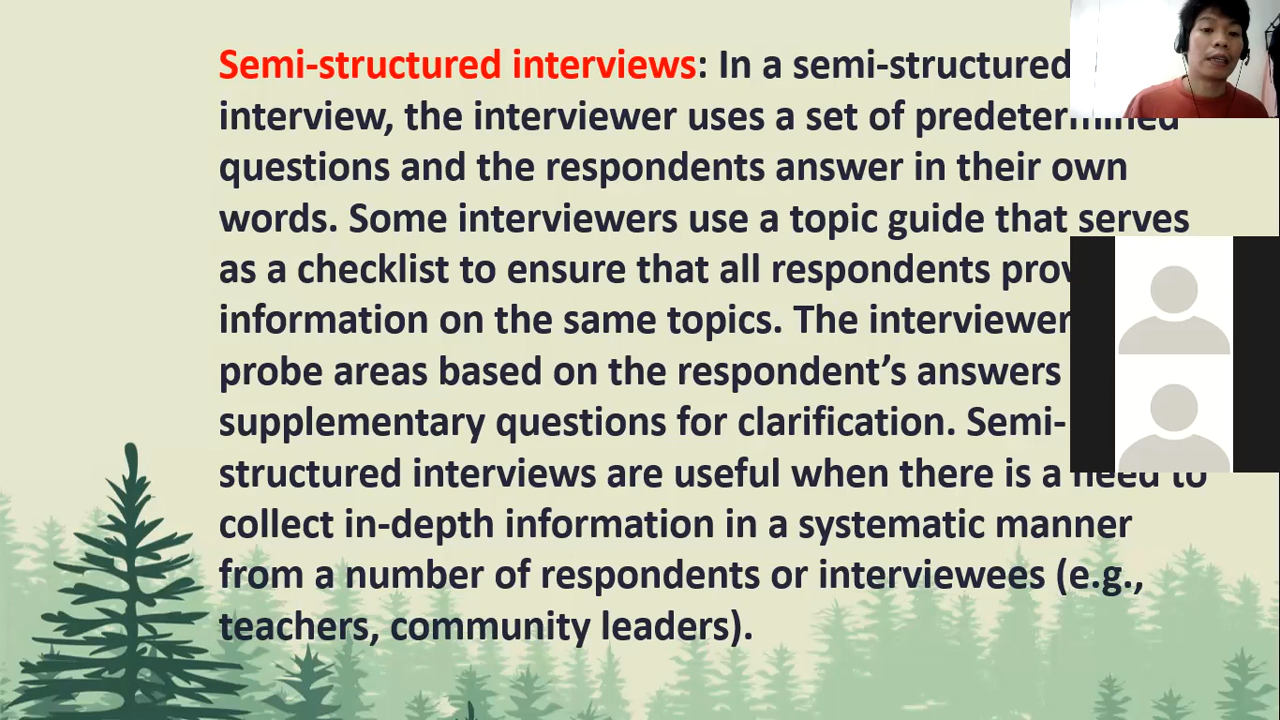 Semi-structured interviews: In a semi-structured
interview, the interviewer uses a set of predetermined
questions and the respondents answer in their own
words. Some interviewers use a topic guide that serves
as a checklist to ensure that all respondents
information on the same topics. The interviewer
probe areas based on the respondent’s answers
supplementary questions for clarification. Semi-
structured interviews are useful when there is a need to
collect in-depth information in a systematic manner
from a number of respondents or interviewees (e.g.,
teachers, community leaders).